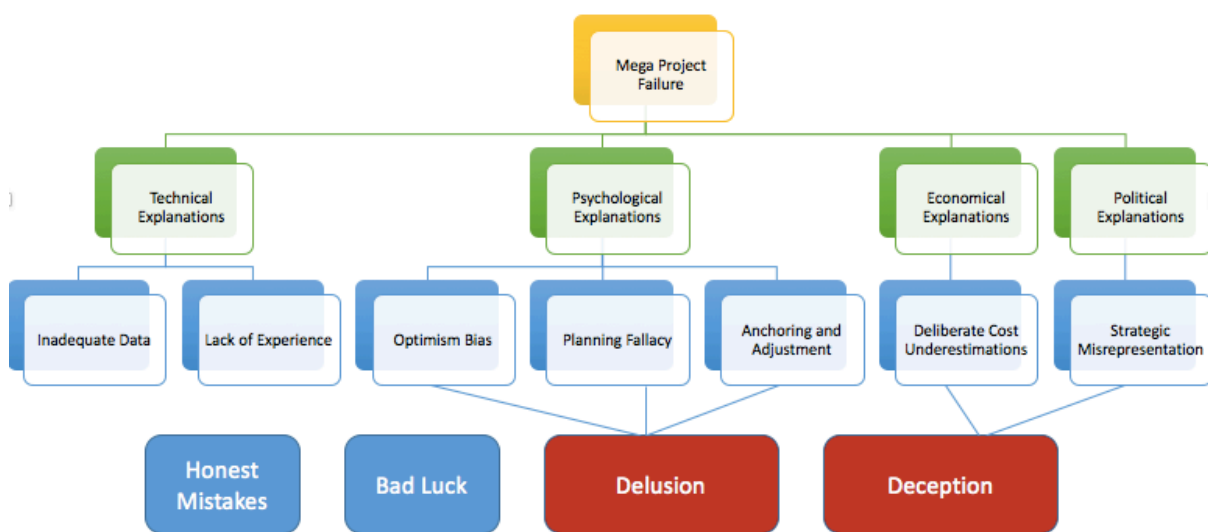 Mega Project
Failure
Technical
Explanations
Psychological
Explanations
Economical
Explanations
Political
Explanations
Inadequate Data
Lack of Experience
Optimism Bias
Planning Fallacy
Anchoring and
Adjustment
Deliberate Cost
Underestimations
Strategic
Misrepresentation
Honest
Mistakes
Bad Luck
Delusion
Deception